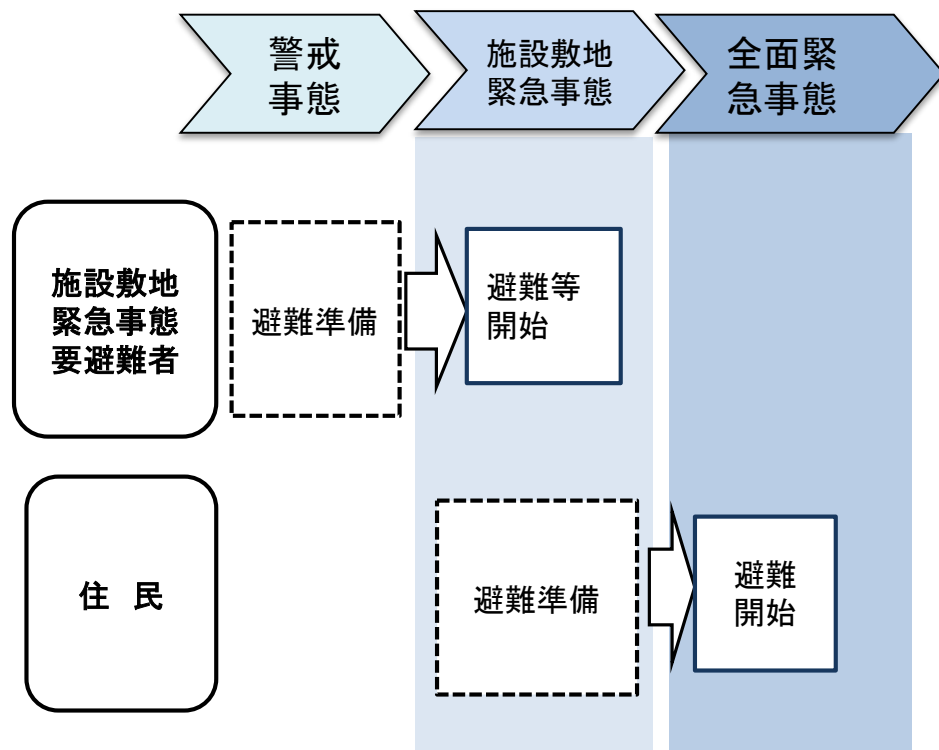 警戒
事態
施設敷地
緊急事態
全面緊
急事態
施設敷地
緊急事態
要避難者
避難準備
避難等
開始
住 民
避難準備
避難
開始